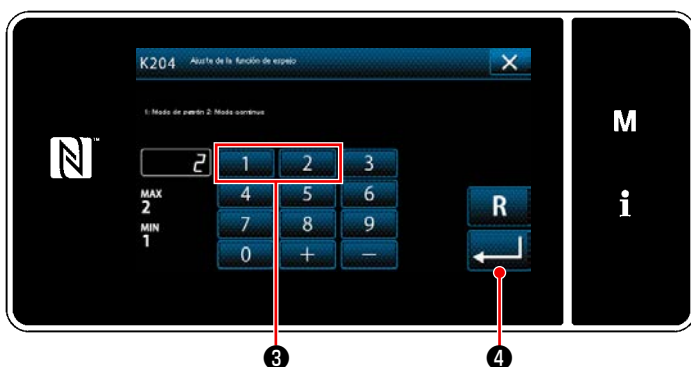 K204 Ajuste de la función de espejo
1: Modo de patrón 2: Modo continuo
M
N™
2 1 2 3
MAX 4 5 6
2
R i
MIN 7 8 9
1
0 + −
❸ ❹